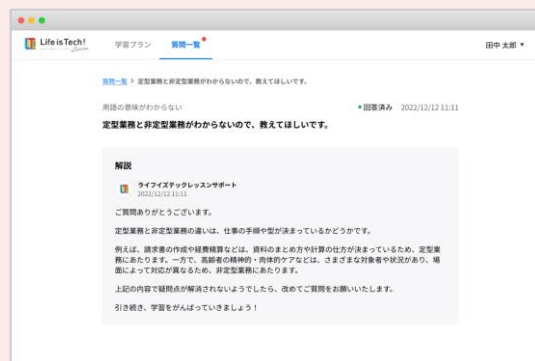 Life is Tech!
Lesson
学習プラン 質問一覧
田中 太郎
質問一覧 > 定型業務と非定型業務がわからないので、教えてほしいです。
用語の意味がわからない
回答済み 2022/12/12 11:11
定型業務と非定型業務がわからないので、教えてほしいです。
解説
ライフイズテックレッスンサポート
2022/12/12 11:11
ご質問ありがとうございます。
定型業務と非定型業務の違いは、仕事の手順や型が決まっているかどうかです。
例えば、請求書の作成や経費精算などは、資料のまとめ方や計算の仕方が決まっているため、定型業
務にあたります。一方で、高齢者の精神的・肉体的ケアなどは、さまざまな対象者や状況があり、場
面によって対応が異なるため、非定型業務にあたります。
上記の内容で疑問点が解消されないようでしたら、改めてご質問をお願いいたします。
引き続き、学習をがんばっていきましょう！